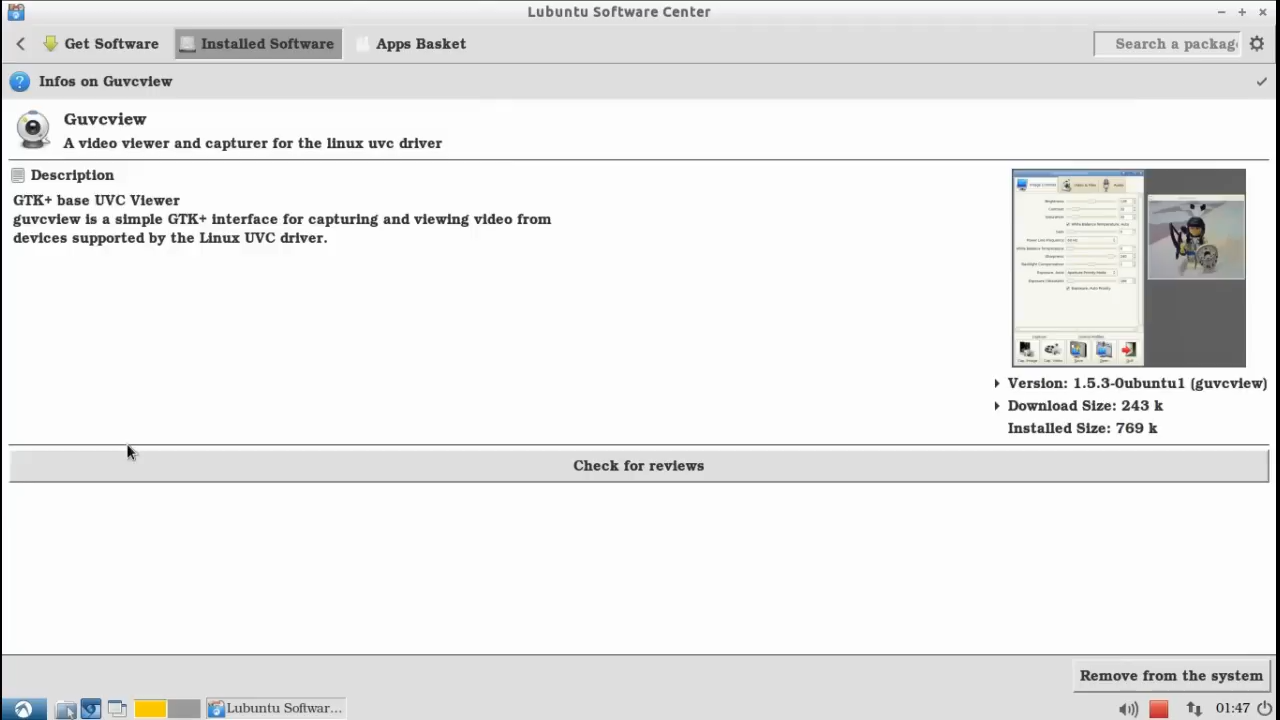 Lubuntu Software Center
Get Software
Installed Software
Apps Basket
Search a packag
Infos on Guvcview
Guvcview
A video viewer and capturer for the linux uvc driver
Description
GTK+ base UVC Viewer
guvcview is a simple GTK+ interface for capturing and viewing video from
devices supported by the Linux UVC driver.
Version: 1.5.3-0ubuntu1 (guvcview)
Download Size: 243 k
Installed Size: 769 k
Check for reviews
Remove from the system
Lubuntu Softwar...
01:47